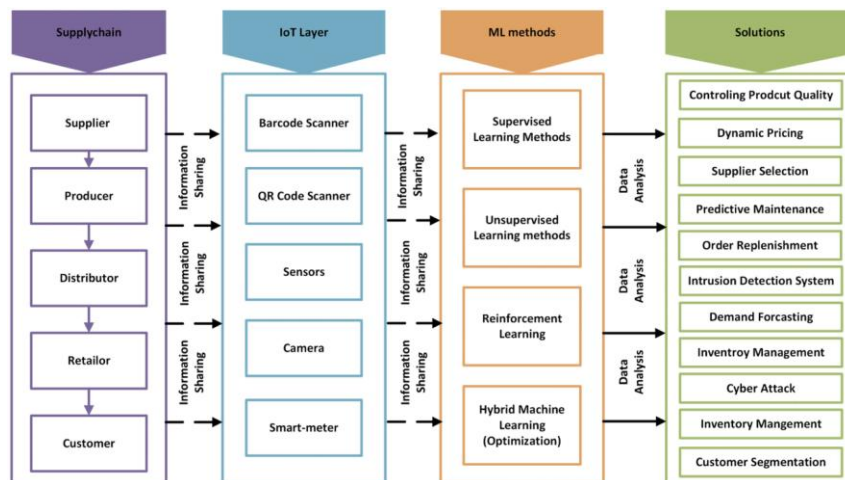 Supplychain
IoT Layer
ML methods
Solutions
Supplier
Producer
Distributor
Retailor
Customer
Information
Sharing
Information
Sharing
Information
Sharing
Barcode Scanner
QR Code Scanner
Sensors
Camera
Smart-meter
Information
Sharing
Information
Sharing
Information
Sharing
Supervised
Learning Methods
Unsupervised
Learning methods
Reinforcement
Learning
Hybrid Machine
Learning
(Optimization)
Data
Analysis
Data
Analysis
Data
Analysis
Controling Prodcut Quality
Dynamic Pricing
Supplier Selection
Predictive Maintenance
Order Replenishment
Intrusion Detection System
Demand Forcasting
Inventroy Management
Cyber Attack
Inventory Mangement
Customer Segmentation